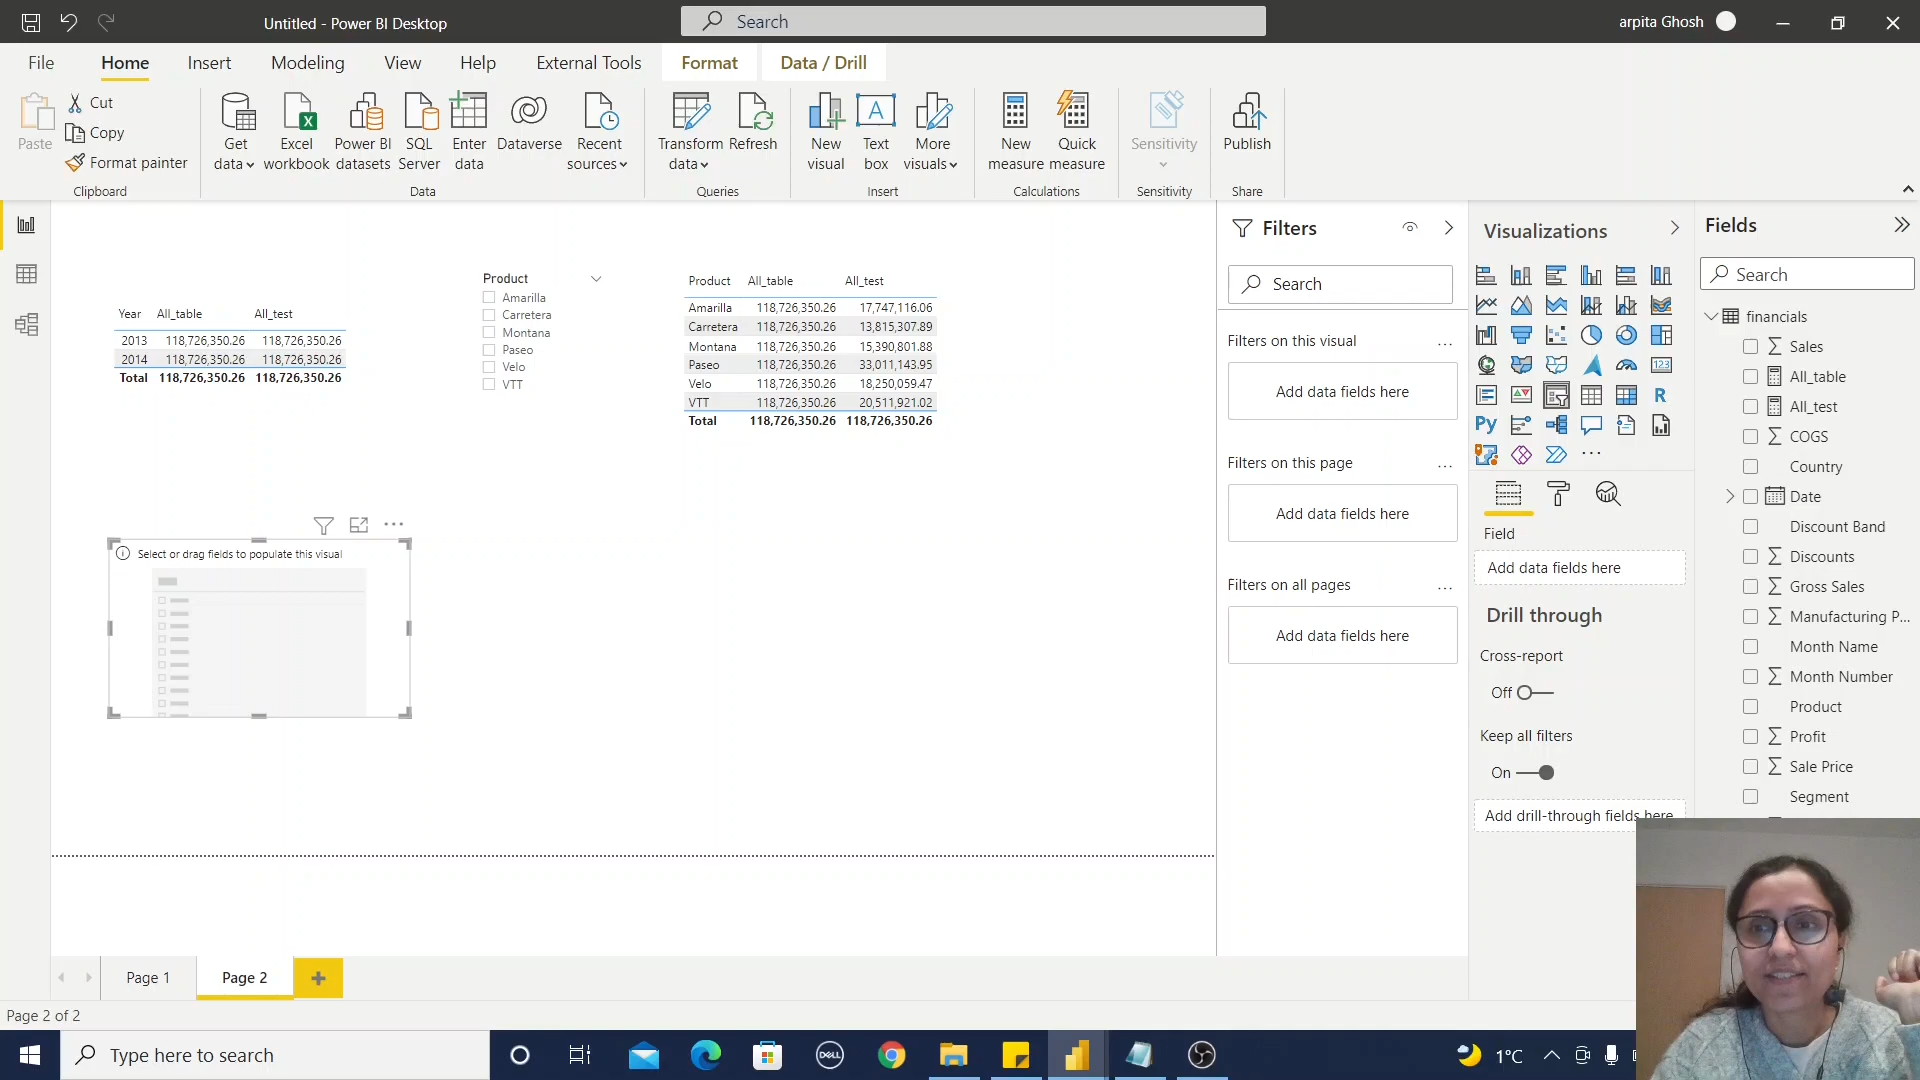 Untitled - Power BI Desktop
Search
arpita Ghosh
File
Home
Insert
Modeling
View
Help
External Tools
Format
Data / Drill
Paste
Cut
Copy
Format painter
Clipboard
Get
data
Excel
workbook
Power BI
datasets
SQL
Server
Enter
data
Dataverse
Recent
sources
Data
Transform
data
Refresh
Queries
New
visual
Text
box
More
visuals
Insert
New
measure
Quick
measure
Calculations
Sensitivity
Sensitivity
Publish
Share
Year All_table All_test
2013 118,726,350.26 118,726,350.26
2014 118,726,350.26 118,726,350.26
Total 118,726,350.26 118,726,350.26
Product
Amarilla
Carretera
Montana
Paseo
Velo
VTT
Product All_table All_test
Amarilla 118,726,350.26 17,747,116.06
Carretera 118,726,350.26 13,815,307.89
Montana 118,726,350.26 15,390,801.88
Paseo 118,726,350.26 33,011,143.95
Velo 118,726,350.26 18,250,059.47
VTT 118,726,350.26 20,511,921.02
Total 118,726,350.26 118,726,350.26
Select or drag fields to populate this visual
Filters
Search
Filters on this visual
Add data fields here
Filters on this page
Add data fields here
Filters on all pages
Add data fields here
Visualizations
R
Py
123
Field
Add data fields here
Drill through
Cross-report
Off
Keep all filters
On
Add drill-through fields here
Fields
Search
financials
Sales
All_table
All_test
COGS
Country
Date
Discount Band
Discounts
Gross Sales
Manufacturing P...
Month Name
Month Number
Product
Profit
Sale Price
Segment
Page 1
Page 2
Page 2 of 2
Type here to search
DELL
1°C